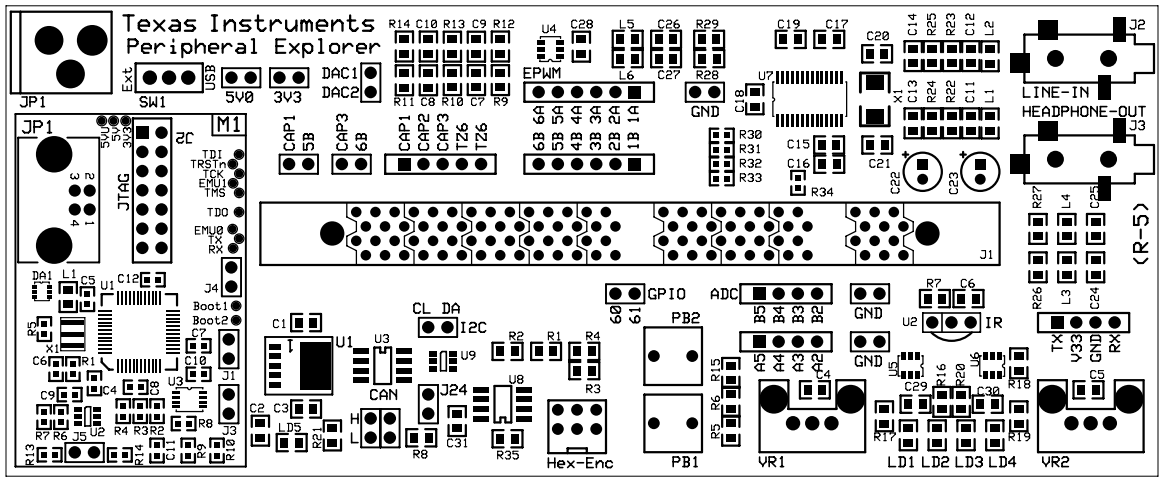 Texas Instruments
Peripheral Explorer
JP1
Ext
SW1
USB
5V0
3V3
DAC1
DAC2
R14 C10 R13 C9 R12
R11 C8 R10 C7 R9
U4
C28
L5
C26
R29
EPWM
L6
C27
R28
GND
C19
C17
C20
U7
C18
X1
C21
C14
R25
R23
C12
L2
C13
R24
R22
C11
L1
J2
LINE-IN
HEADPHONE-OUT
J3
JP1
5VU
5V
3V3
J2
M1
JTAG
TDI
TRSTn
TCK
EMU1
TMS
TDO
EMU0
TX
RX
2
3
1
4
CAP1
5B
CAP3
6B
CAP1
CAP2
CAP3
TZ6
TZ6
6B 6A
5B 5A
4B 4A
3B 3A
2B 2A
1B 1A
R30
R31
R32
R33
C15
C16
R34
C22
C23
J1
R27
L4
C25
R26
L3
C24
(R-5)
DA1
L1
C5
U1
C12
J4
Boot1
Boot2
R5
X1
C7
C6
R1
C10
C9
C4
C8
U3
J1
R7
R6
U2
R4
R3
R2
R8
J3
R13
J5
R14
C11
R9
R10
C1
1
U1
C3
C2
LD5
R21
CL DA
I2C
U3
CAN
H
L
R8
U9
J24
C31
U8
R35
R2
R1
R4
R3
Hex-Enc
60
61
GPIO
PB2
PB1
R15
R6
R5
ADC
B5
B4
B3
B2
GND
A5
A4
A3
A2
GND
C4
VR1
R7
C6
U2
IR
U5
U6
R16
R20
R18
C29
C30
R17
R19
LD1 LD2 LD3 LD4
TX
V33
GND
RX
C5
VR2